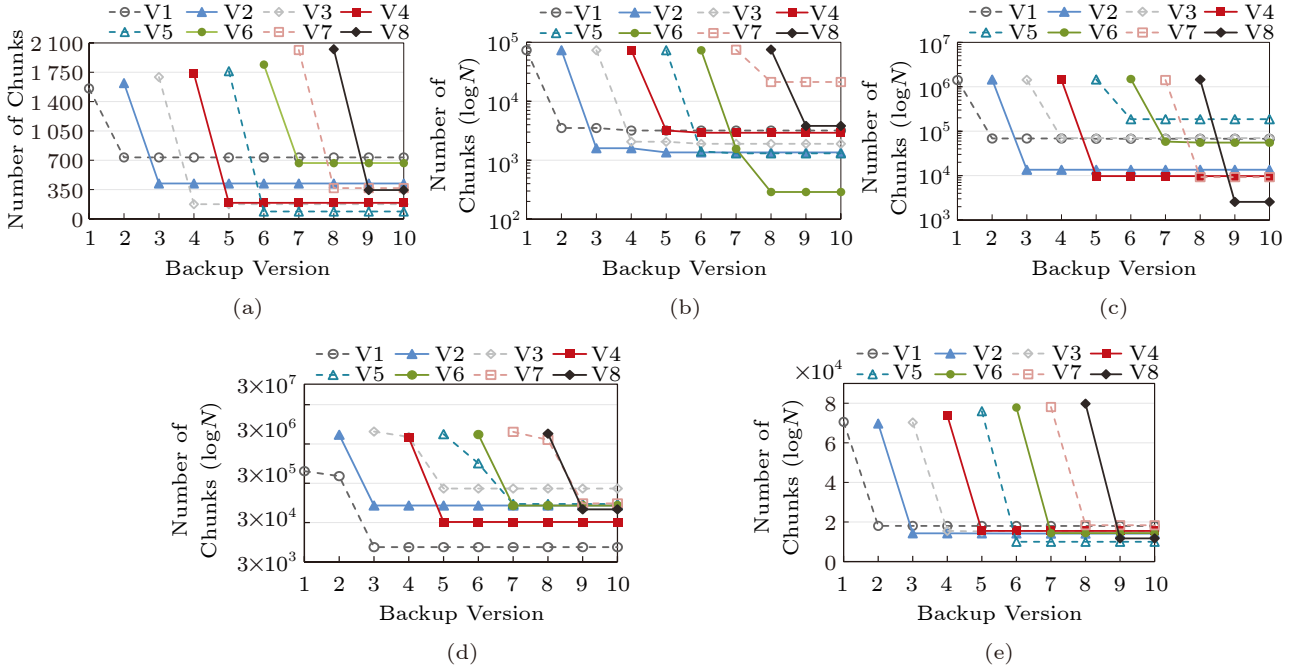 V1 V2 V3 V4
V5 V6 V7 V8
Number of Chunks
2 100
1 750
1 400
1 050
700
350
0
1 2 3 4 5 6 7 8 9 10
Backup Version
(a)
V1 V2 V3 V4
V5 V6 V7 V8
Number of
Chunks (logN)
10^5
10^4
10^3
10^2
1 2 3 4 5 6 7 8 9 10
Backup Version
(b)
V1 V2 V3 V4
V5 V6 V7 V8
Number of
Chunks (logN)
10^7
10^6
10^5
10^4
10^3
1 2 3 4 5 6 7 8 9 10
Backup Version
(c)
V1 V2 V3 V4
V5 V6 V7 V8
Number of
Chunks (logN)
3×10^7
3×10^6
3×10^5
3×10^4
3×10^3
1 2 3 4 5 6 7 8 9 10
Backup Version
(d)
V1 V2 V3 V4
V5 V6 V7 V8
×10^4
Number of
Chunks (logN)
8
6
4
2
0
1 2 3 4 5 6 7 8 9 10
Backup Version
(e)